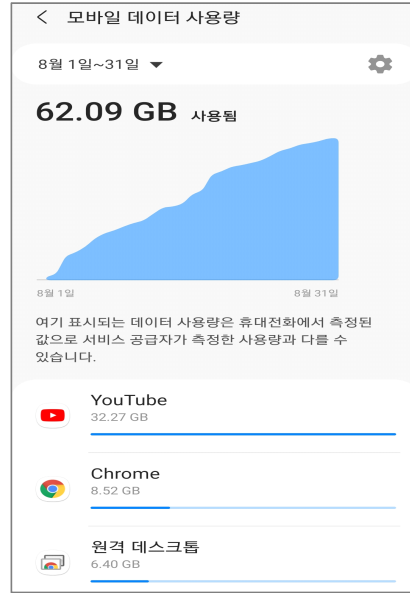 모바일 데이터 사용량
8월 1일~31일
62.09 GB 사용됨
8월 1일 8월 31일
여기 표시되는 데이터 사용량은 휴대전화에서 측정된
값으로 서비스 공급자가 측정한 사용량과 다를 수
있습니다.
YouTube
32.27 GB
Chrome
8.52 GB
원격 데스크톱
6.40 GB